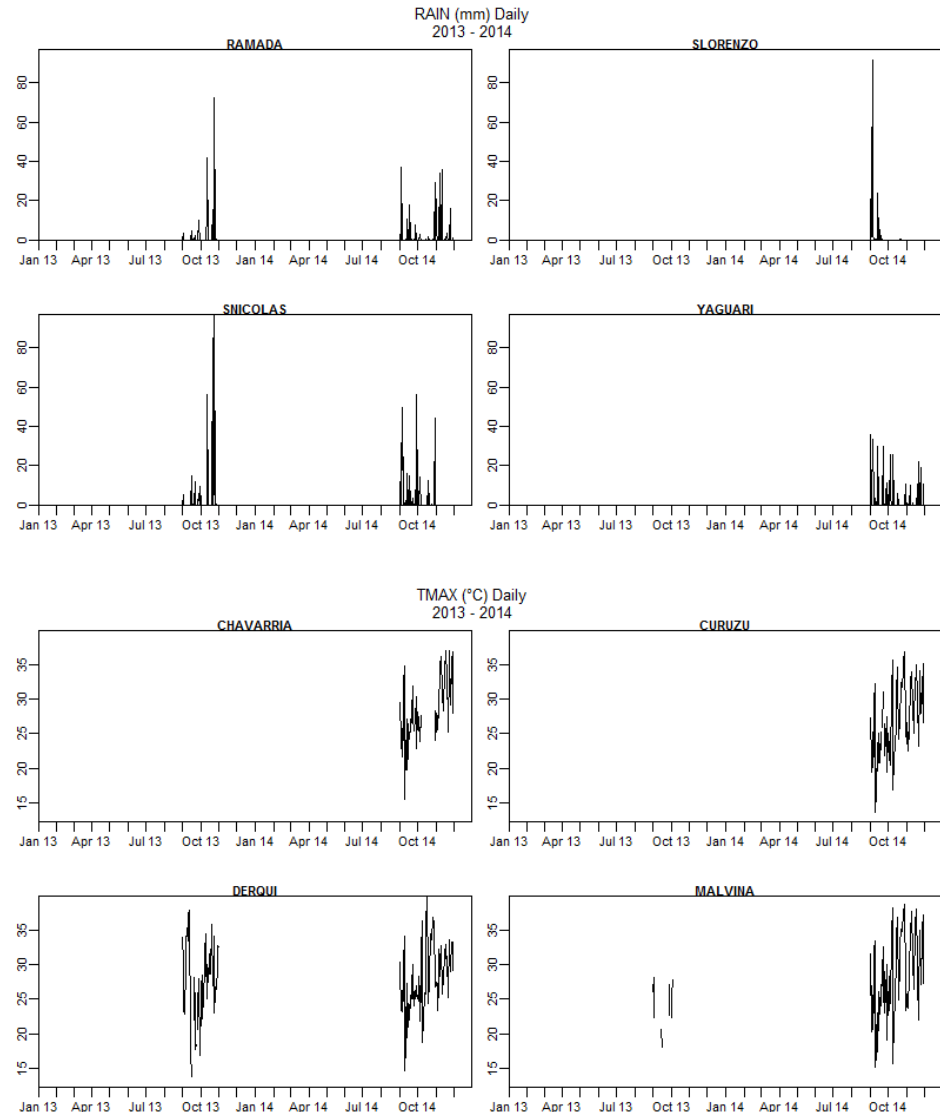 RAIN (mm) Daily
2013 - 2014
RAMADA
0 20 40 60 80
Jan 13 Apr 13 Jul 13 Oct 13 Jan 14 Apr 14 Jul 14 Oct 14
SLORENZO
0 20 40 60 80
Jan 13 Apr 13 Jul 13 Oct 13 Jan 14 Apr 14 Jul 14 Oct 14
SNICOLAS
0 20 40 60 80
Jan 13 Apr 13 Jul 13 Oct 13 Jan 14 Apr 14 Jul 14 Oct 14
YAGUARI
0 20 40 60 80
Jan 13 Apr 13 Jul 13 Oct 13 Jan 14 Apr 14 Jul 14 Oct 14
TMAX (°C) Daily
2013 - 2014
CHAVARRIA
15 20 25 30 35
Jan 13 Apr 13 Jul 13 Oct 13 Jan 14 Apr 14 Jul 14 Oct 14
CURUZU
15 20 25 30 35
Jan 13 Apr 13 Jul 13 Oct 13 Jan 14 Apr 14 Jul 14 Oct 14
DERQUI
15 20 25 30 35
Jan 13 Apr 13 Jul 13 Oct 13 Jan 14 Apr 14 Jul 14 Oct 14
MALVINA
15 20 25 30 35
Jan 13 Apr 13 Jul 13 Oct 13 Jan 14 Apr 14 Jul 14 Oct 14